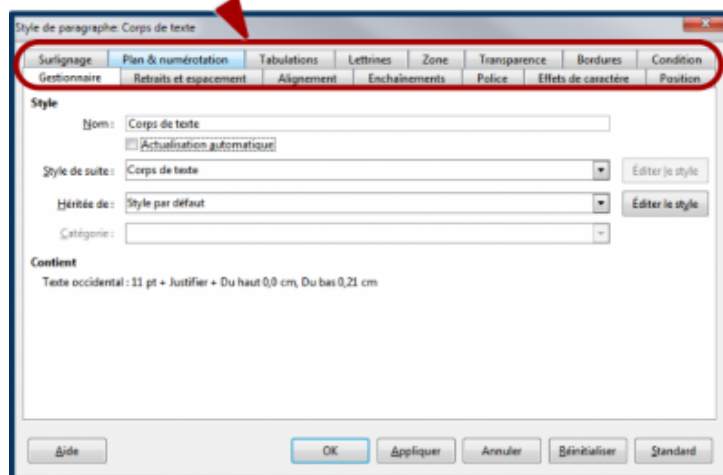 Style de paragraphe: Corps de texte
Surlignage Plan & numérotation Tabulations Lettrines Zone Transparence Bordures Condition
Gestionnaire Retraits et espacement Alignement Enchaînements Police Effets de caractère Position
Style
Nom : Corps de texte
Actualisation automatique
Style de suite : Corps de texte Éditer le style
Héritée de : Style par défaut Éditer le style
Catégorie :
Contient
Texte occidental : 11 pt + Justifier + Du haut 0,0 cm, Du bas 0,21 cm
Aide OK Appliquer Annuler Réinitialiser Standard